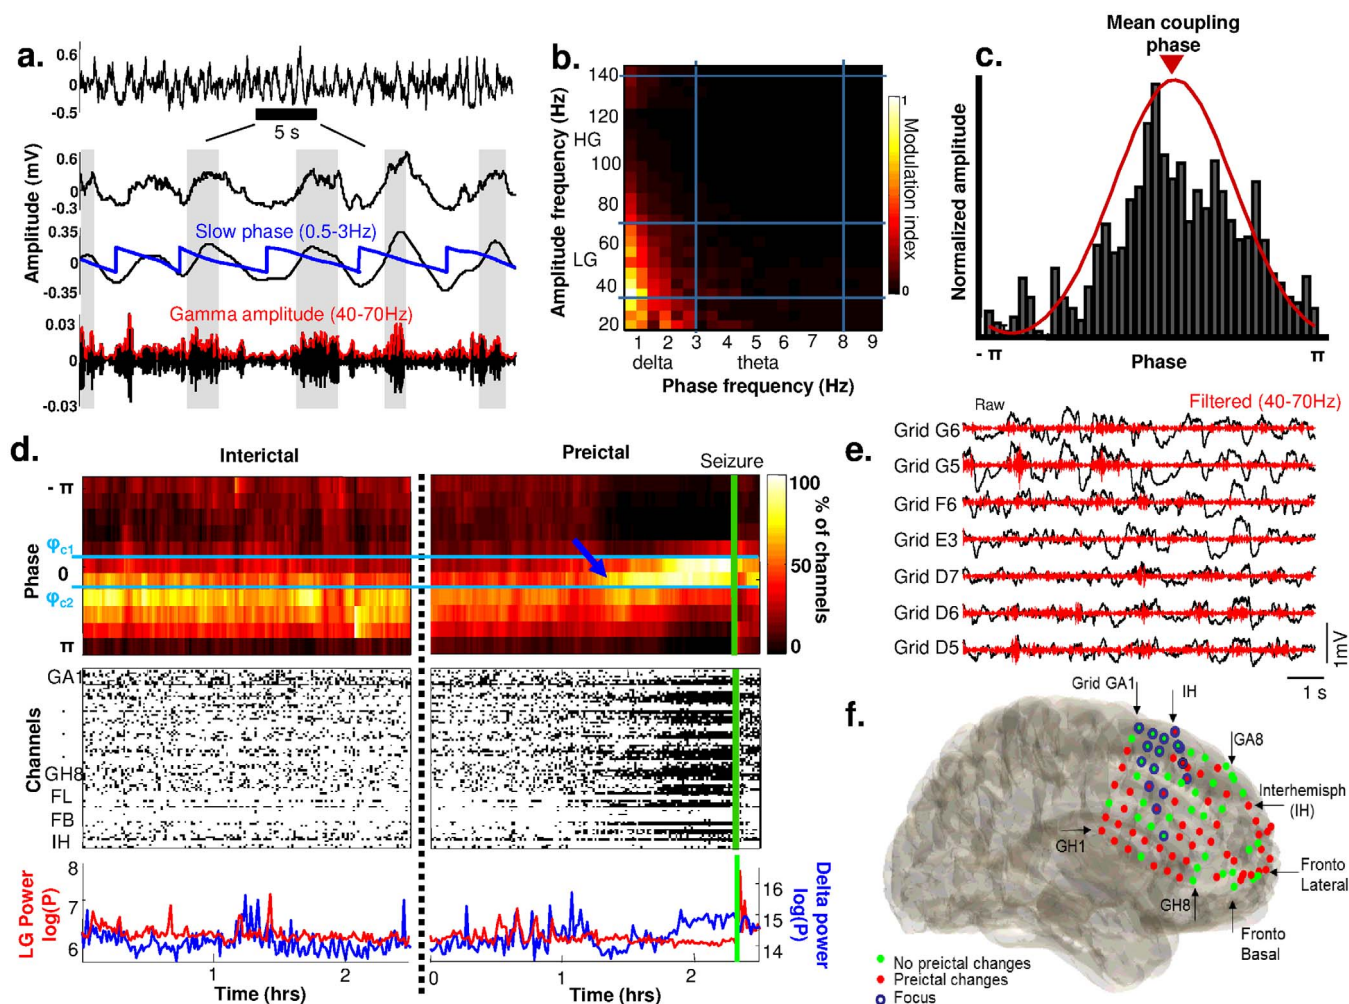 a.
0.6
0
-0.5
5 s
Amplitude (mV)
0.6
0
-0.3
0.35
0
-0.35
Slow phase (0.5-3Hz)
Gamma amplitude (40-70Hz)
0.03
0
-0.03
b.
Amplitude frequency (Hz)
140
120
HG
100
80
60
LG
40
20
1 2 3 4 5 6 7 8 9
delta theta
Phase frequency (Hz)
1
0
Modulation index
c.
Mean coupling
phase
Normalized amplitude
- π π
Phase
d.
Interictal
Preictal
Seizure
Phase
- π
φc1
0
φc2
π
100
50
0
% of channels
Channels
GA1
.
.
.
GH8
FL
FB
IH
LG Power
log(P)
8
7
6
16
15
14
Delta power
log(P)
1 2
0 1 2
Time (hrs)
Time (hrs)
e.
Raw
Filtered (40-70Hz)
Grid G6
Grid G5
Grid F6
Grid E3
Grid D7
Grid D6
Grid D5
1mV
1 s
f.
Grid GA1
IH
GA8
Interhemisph
(IH)
GH1
Fronto
Lateral
GH8
Fronto
Basal
No preictal changes
Preictal changes
Focus